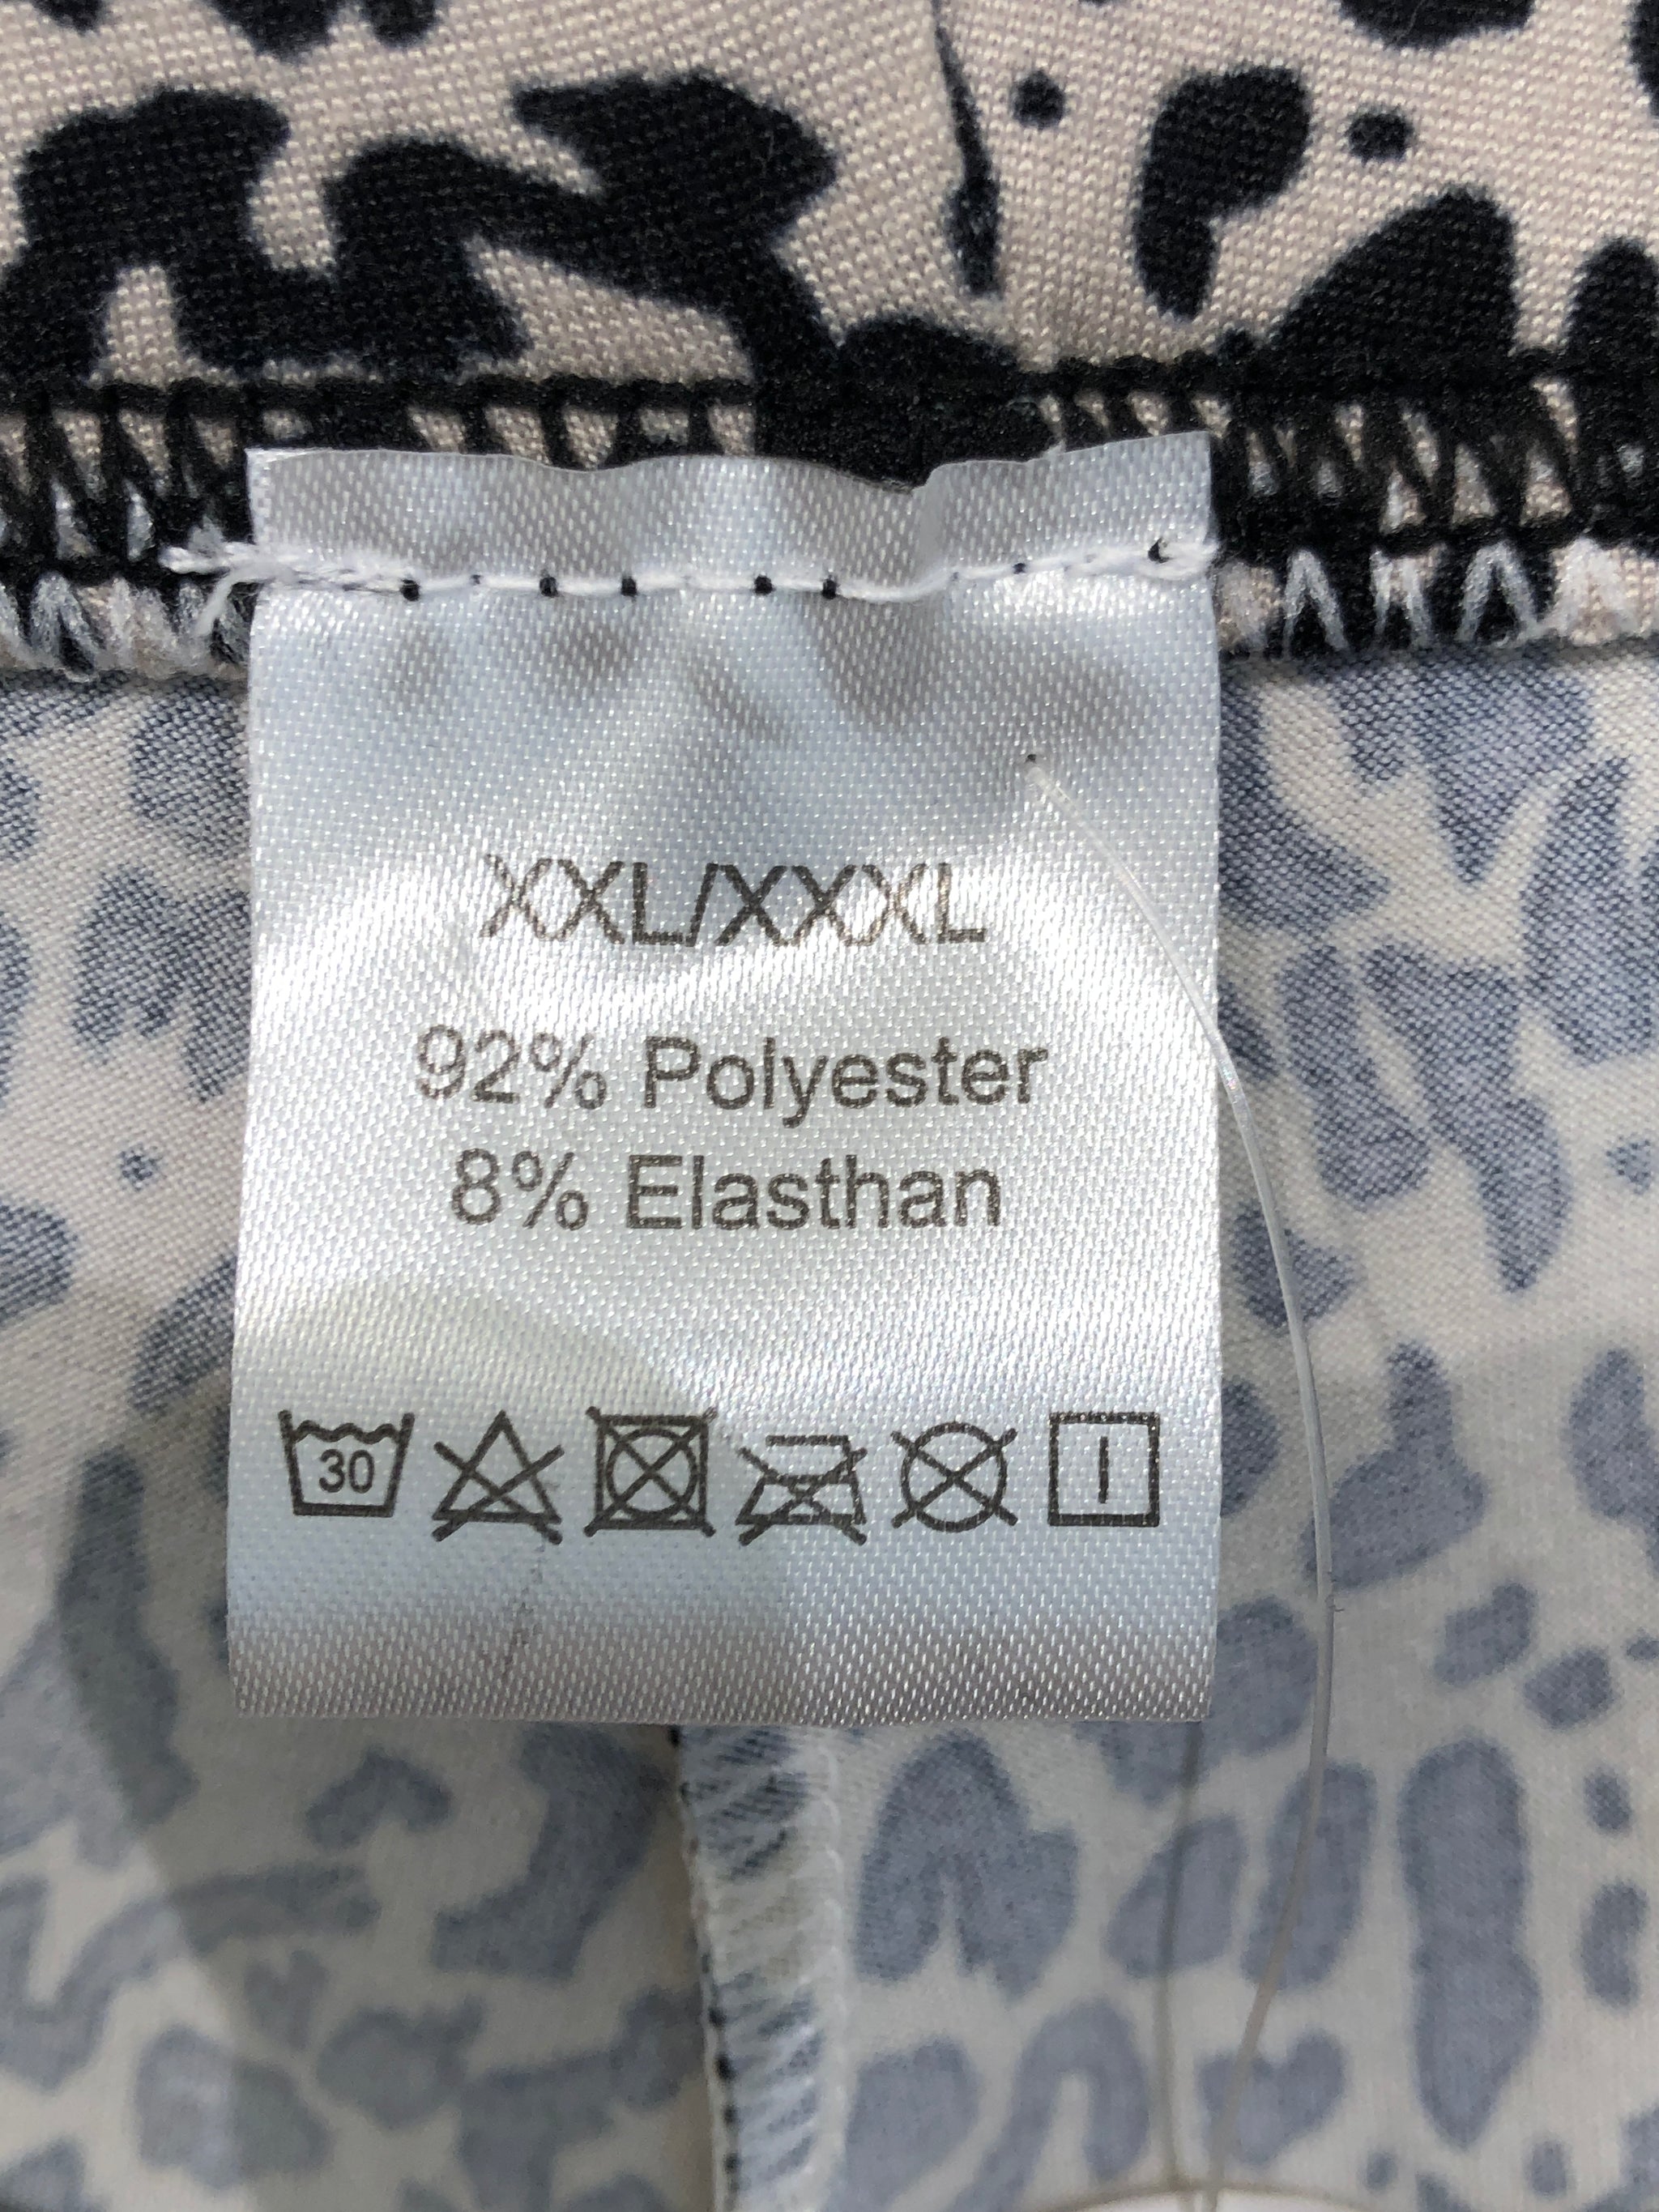 XXL/XXXL
92% Polyester
8% Elasthan
30